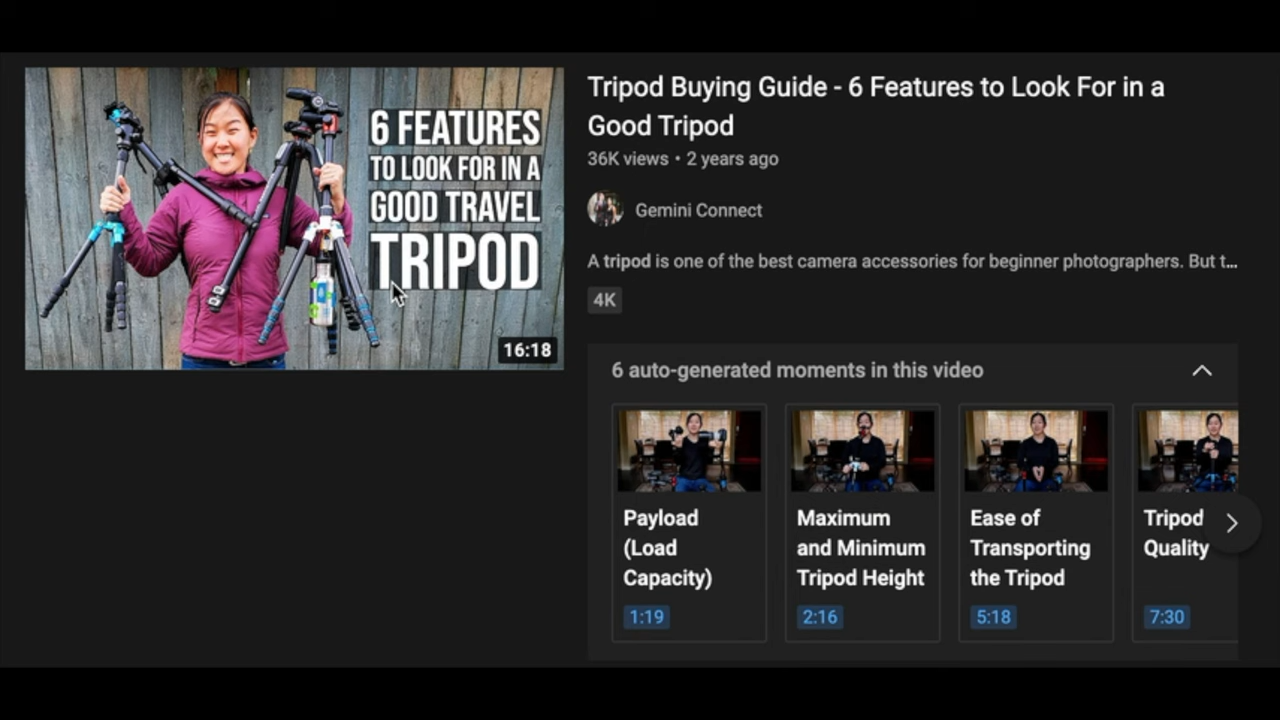 6 FEATURES
TO LOOK FOR IN A
GOOD TRAVEL
TRIPOD
16:18
Tripod Buying Guide - 6 Features to Look For in a
Good Tripod
36K views • 2 years ago
Gemini Connect
A tripod is one of the best camera accessories for beginner photographers. But t...
4K
6 auto-generated moments in this video
Payload
(Load
Capacity)
1:19
Maximum
and Minimum
Tripod Height
2:16
Ease of
Transporting
the Tripod
5:18
Tripod
Quality
7:30